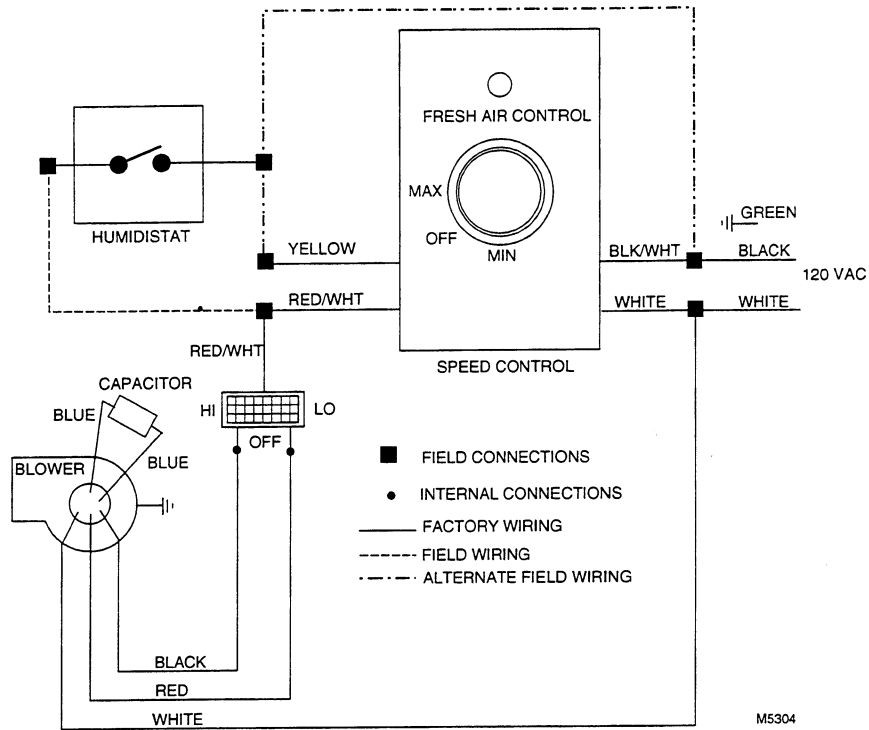 FRESH AIR CONTROL
MAX
OFF
MIN
GREEN
HUMIDISTAT
YELLOW
BLK/WHT
BLACK
120 VAC
RED/WHT
WHITE
WHITE
RED/WHT
SPEED CONTROL
CAPACITOR
BLUE
HI
LO
OFF
BLUE
BLOWER
FIELD CONNECTIONS
INTERNAL CONNECTIONS
FACTORY WIRING
FIELD WIRING
ALTERNATE FIELD WIRING
BLACK
RED
WHITE
M5304